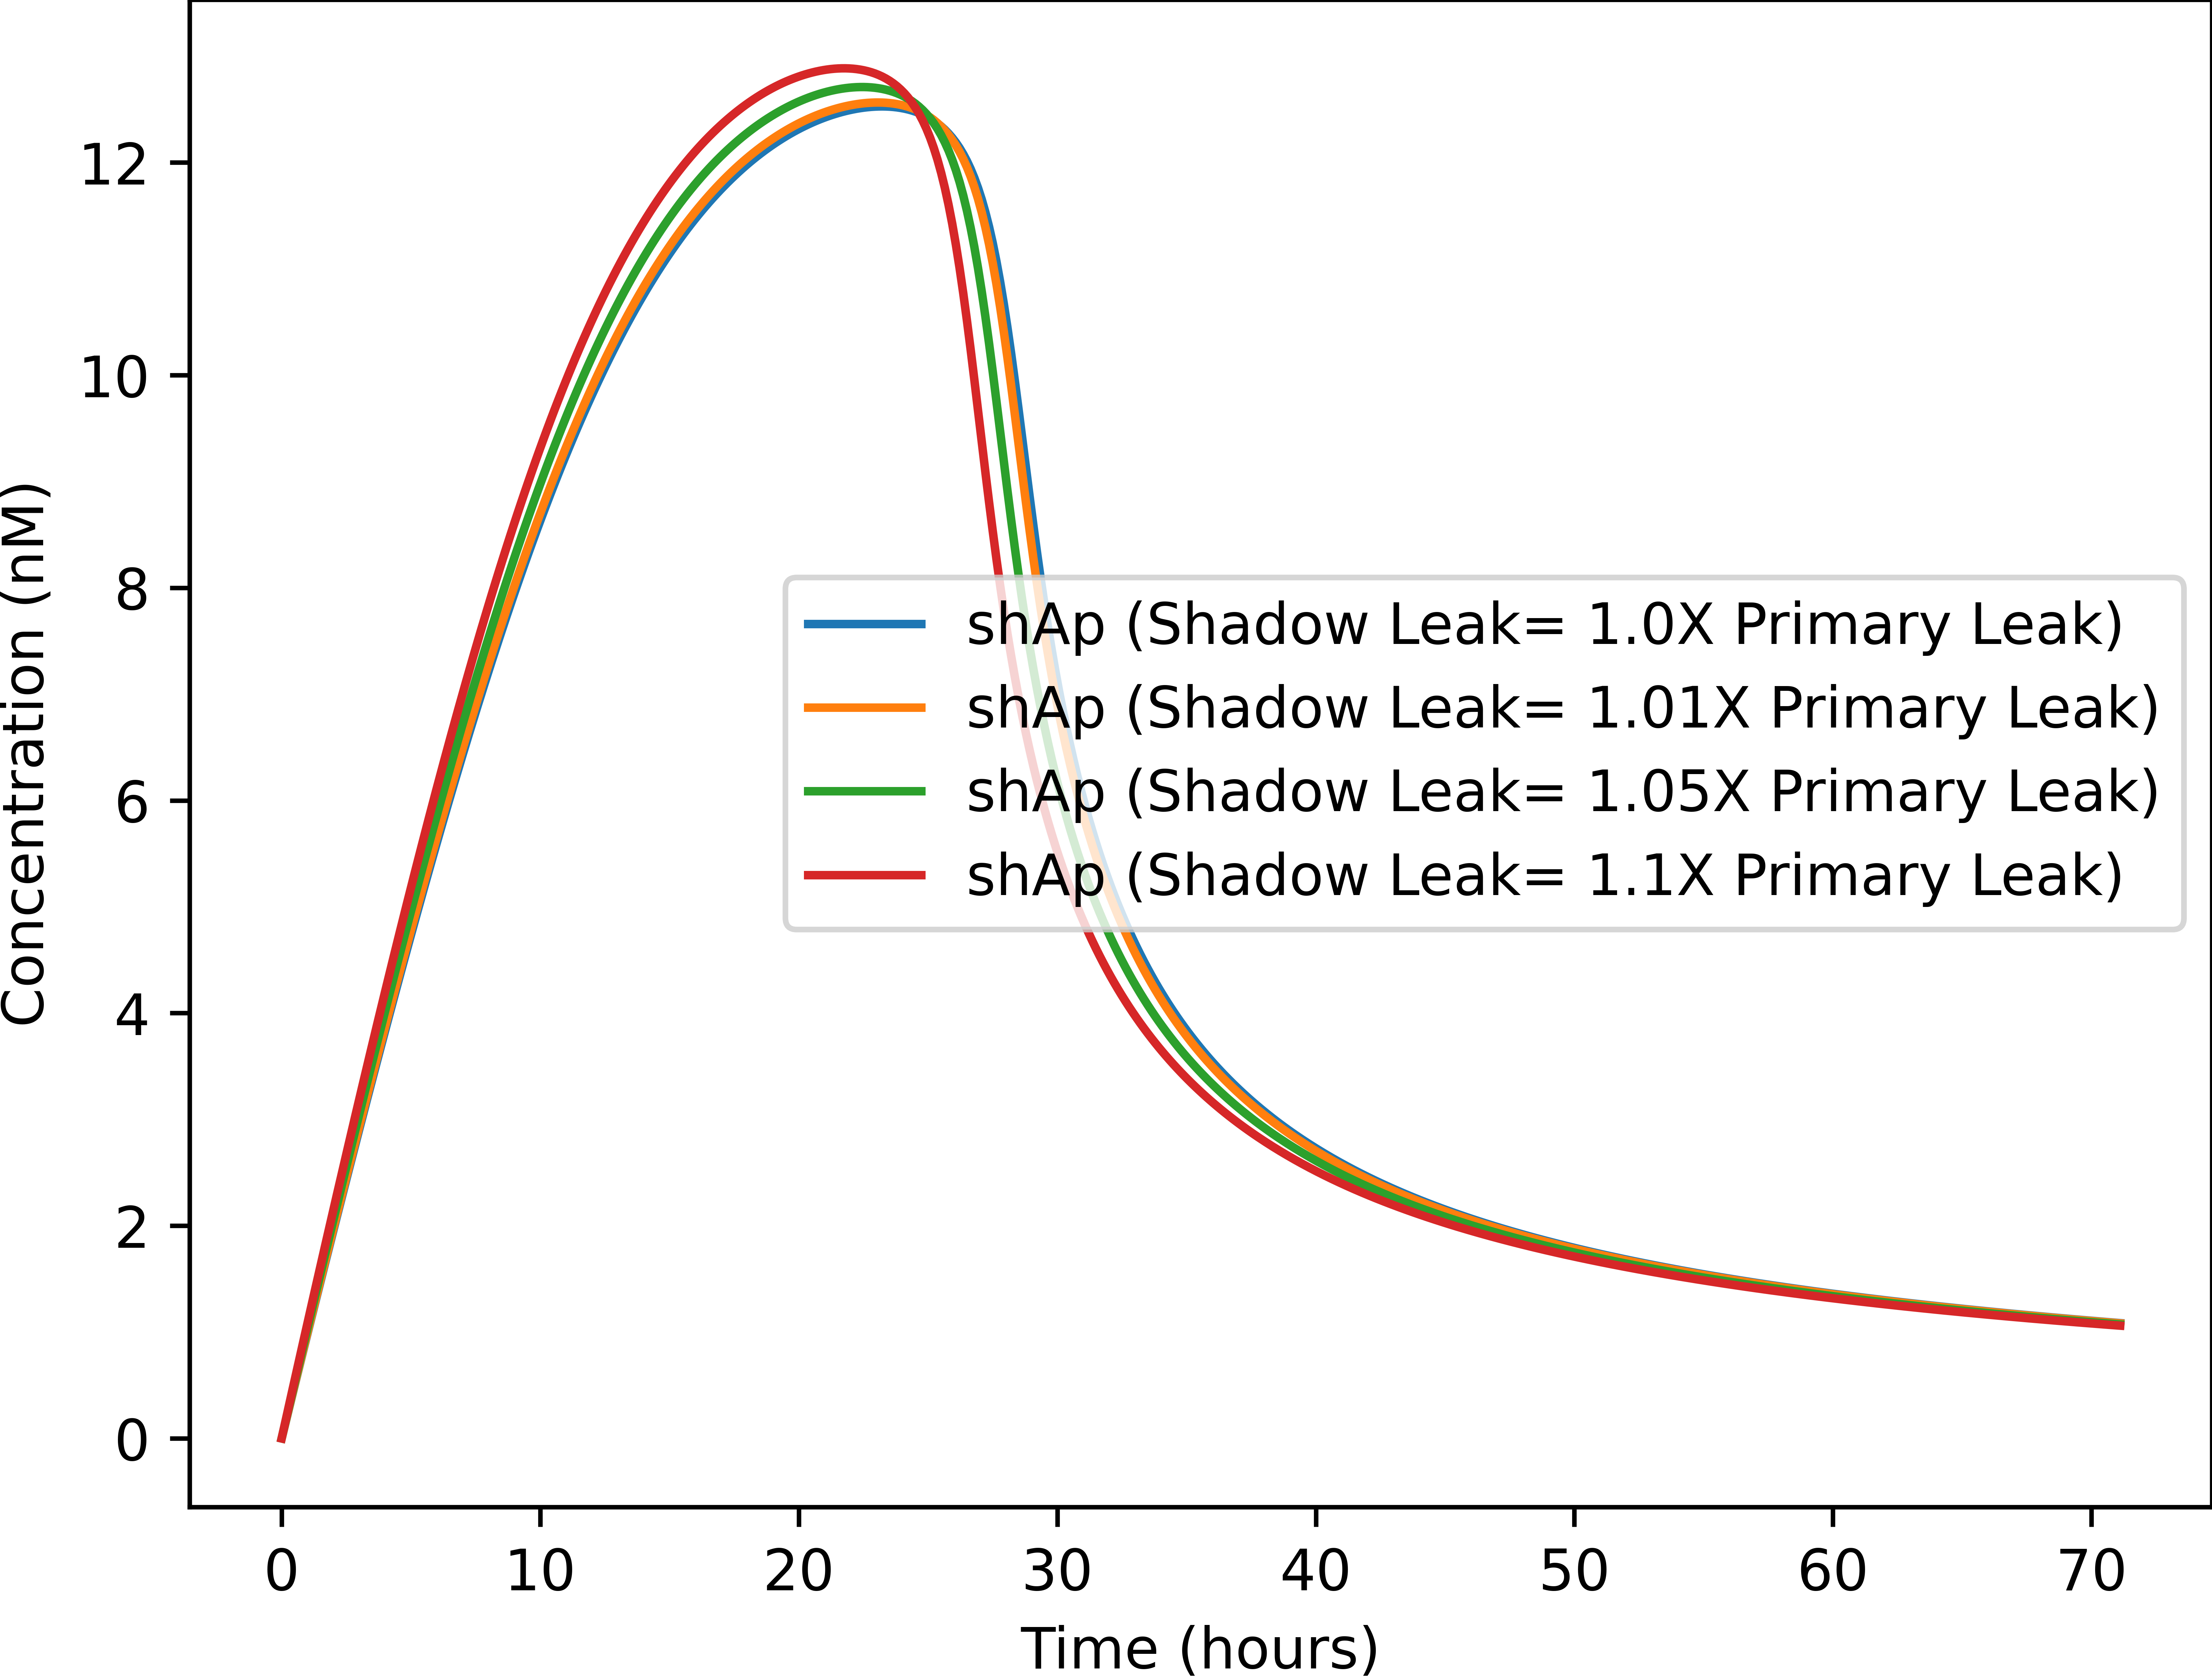 Concentration (nM)
12
10
8
6
4
2
0
shAp (Shadow Leak= 1.0X Primary Leak)
shAp (Shadow Leak= 1.01X Primary Leak)
shAp (Shadow Leak= 1.05X Primary Leak)
shAp (Shadow Leak= 1.1X Primary Leak)
0 10 20 30 40 50 60 70
Time (hours)